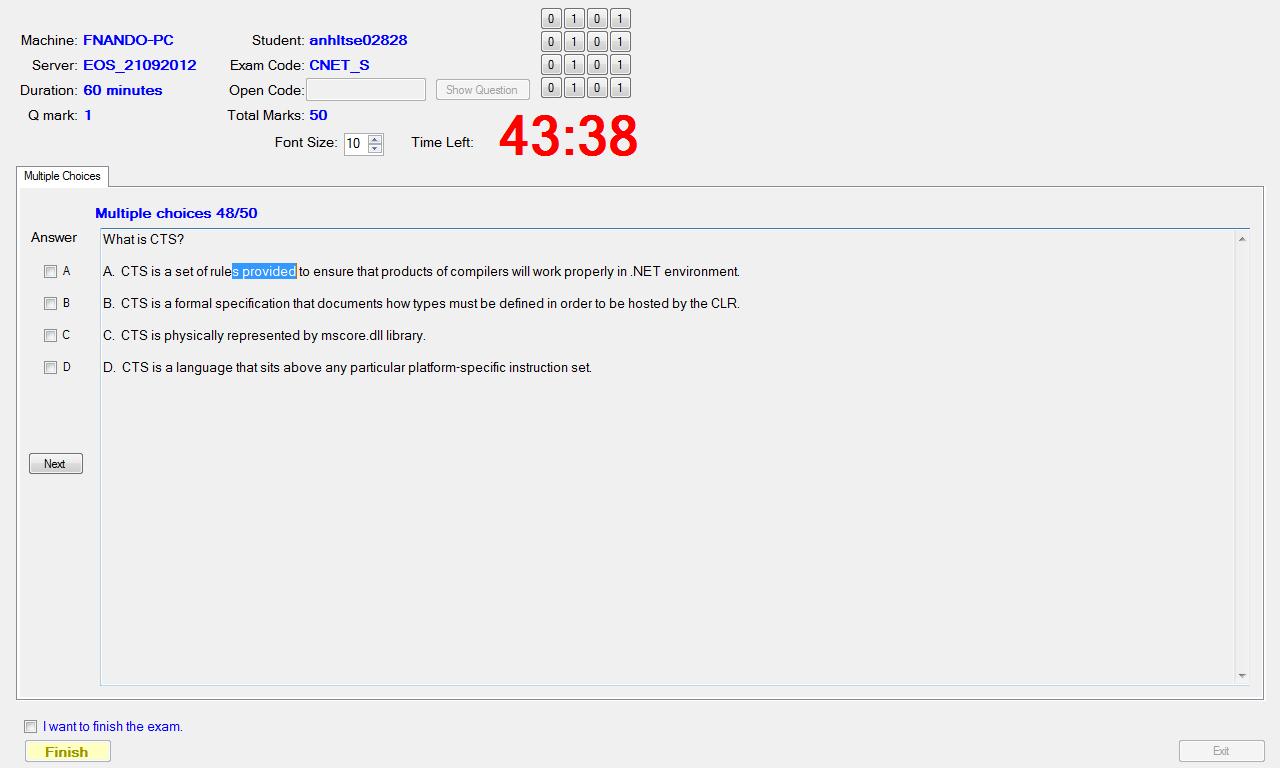 0 1 0 1
Machine: FNANDO-PC Student: anhltse02828 0 1 0 1
Server: EOS_21092012 Exam Code: CNET_S 0 1 0 1
Duration: 60 minutes Open Code: Show Question 0 1 0 1
Q mark: 1 Total Marks: 50
Font Size: 10 Time Left: 43:38
Multiple Choices
Multiple choices 48/50
Answer What is CTS?
A A. CTS is a set of rules provided to ensure that products of compilers will work properly in .NET environment.
B B. CTS is a formal specification that documents how types must be defined in order to be hosted by the CLR.
C C. CTS is physically represented by mscore.dll library.
D D. CTS is a language that sits above any particular platform-specific instruction set.
Next
I want to finish the exam.
Finish Exit